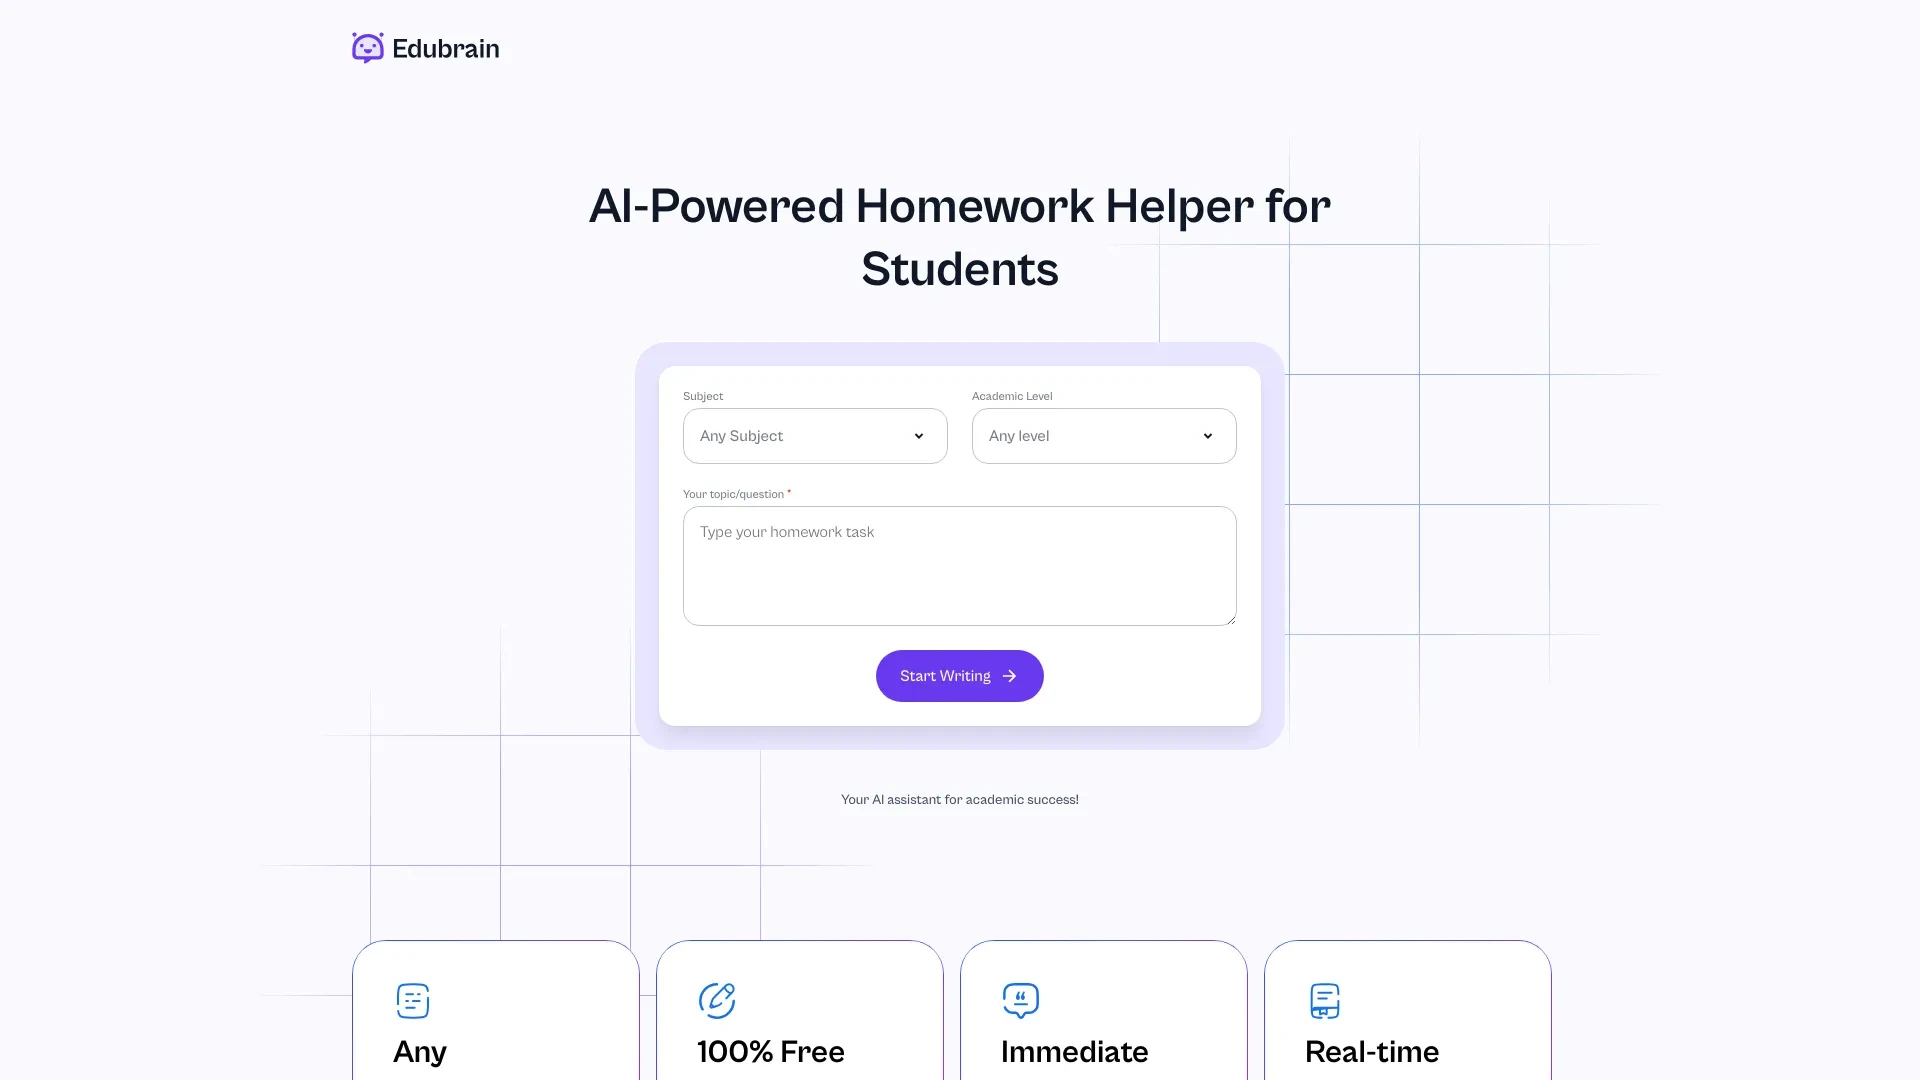 Edubrain
AI-Powered Homework Helper for
Students
Subject
Academic Level
Any Subject
Any level
Your topic/question *
Type your homework task
Start Writing
Your AI assistant for academic success!
Any
100% Free
Immediate
Real-time